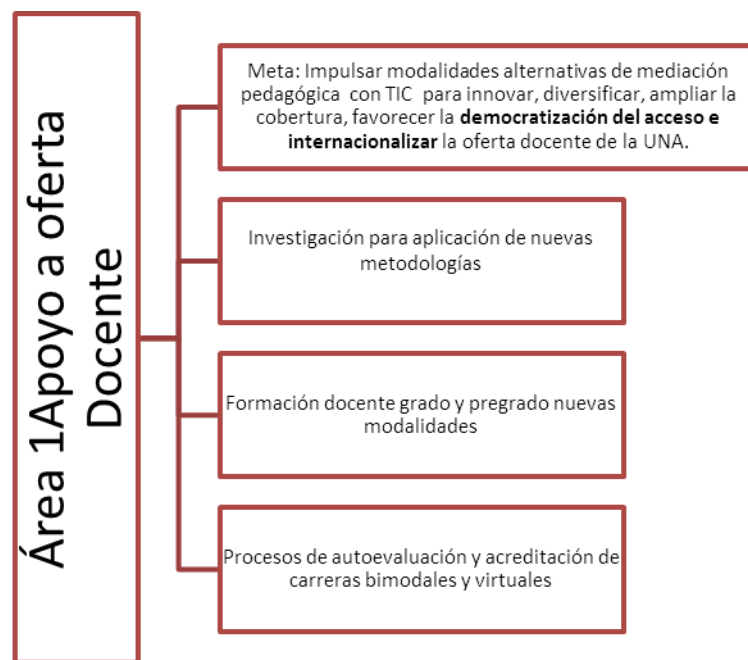 Área 1Apoyo a oferta
Docente
Meta: Impulsar modalidades alternativas de mediación
pedagógica con TIC para innovar, diversificar, ampliar la
cobertura, favorecer la democratización del acceso e
internacionalizar la oferta docente de la UNA.
Investigación para aplicación de nuevas
metodologías
Formación docente grado y pregrado nuevas
modalidades
Procesos de autoevaluación y acreditación de
carreras bimodales y virtuales